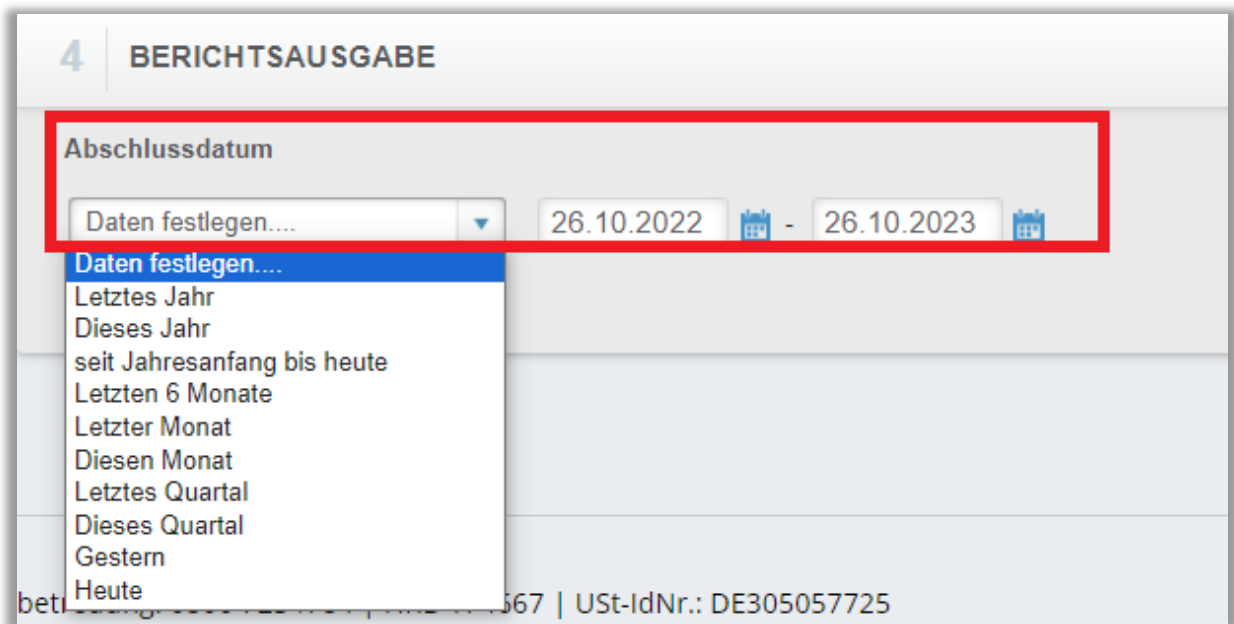 4 BERICHTSAUSGABE
Abschlussdatum
Daten festlegen.... 26.10.2022 - 26.10.2023
Daten festlegen....
Letztes Jahr
Dieses Jahr
seit Jahresanfang bis heute
Letzten 6 Monate
Letzter Monat
Diesen Monat
Letztes Quartal
Dieses Quartal
Gestern
Heute
667 | USt-IdNr.: DE305057725